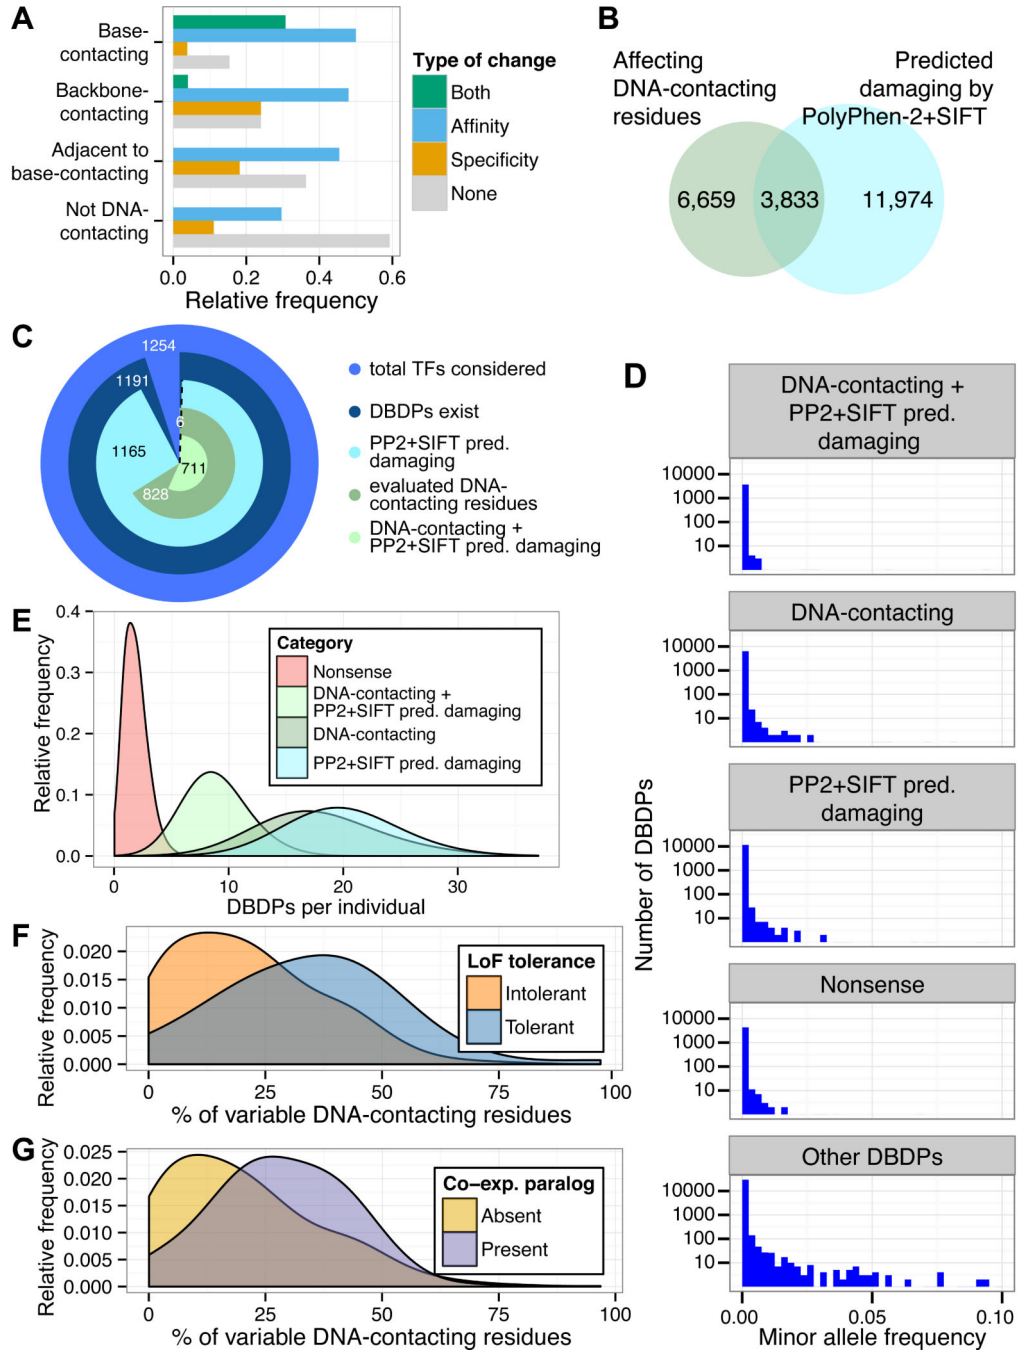 A
Base-
contacting
Backbone-
contacting
Adjacent to
base-contacting
Not DNA-
contacting
0.0
0.2
0.4
0.6
Relative frequency
Type of change
Both
Affinity
Specificity
None
B
Affecting
DNA-contacting
residues
Predicted
damaging by
PolyPhen-2+SIFT
6,659
3,833
11,974
C
1254
1191
1165
6
711
828
total TFs considered
DBDPs exist
PP2+SIFT pred.
damaging
evaluated DNA-
contacting residues
DNA-contacting +
PP2+SIFT pred. damaging
D
DNA-contacting +
PP2+SIFT pred.
damaging
10000
1000
100
10
DNA-contacting
10000
1000
100
10
PP2+SIFT pred.
damaging
10000
1000
100
10
Nonsense
10000
1000
100
10
Other DBDPs
10000
1000
100
10
0.00
0.05
0.10
Minor allele frequency
Number of DBDPs
E
Relative frequency
0.4
0.3
0.2
0.1
0.0
0
10
20
30
DBDPs per individual
Category
Nonsense
DNA-contacting +
PP2+SIFT pred. damaging
DNA-contacting
PP2+SIFT pred. damaging
F
Relative frequency
0.020
0.015
0.010
0.005
0.000
0
25
50
75
100
% of variable DNA-contacting residues
LoF tolerance
Intolerant
Tolerant
G
Relative frequency
0.025
0.020
0.015
0.010
0.005
0.000
0
25
50
75
100
% of variable DNA-contacting residues
Co−exp. paralog
Absent
Present